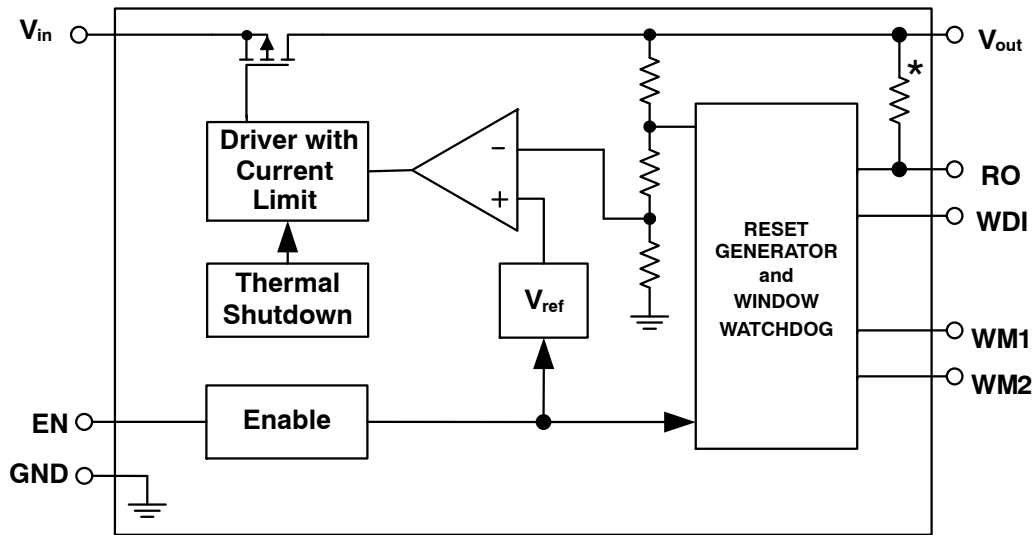 Vin
Vout
*
Driver with
Current
Limit
–
+
RO
WDI
RESET
GENERATOR
and
WINDOW
WATCHDOG
Thermal
Shutdown
Vref
WM1
WM2
EN
Enable
GND